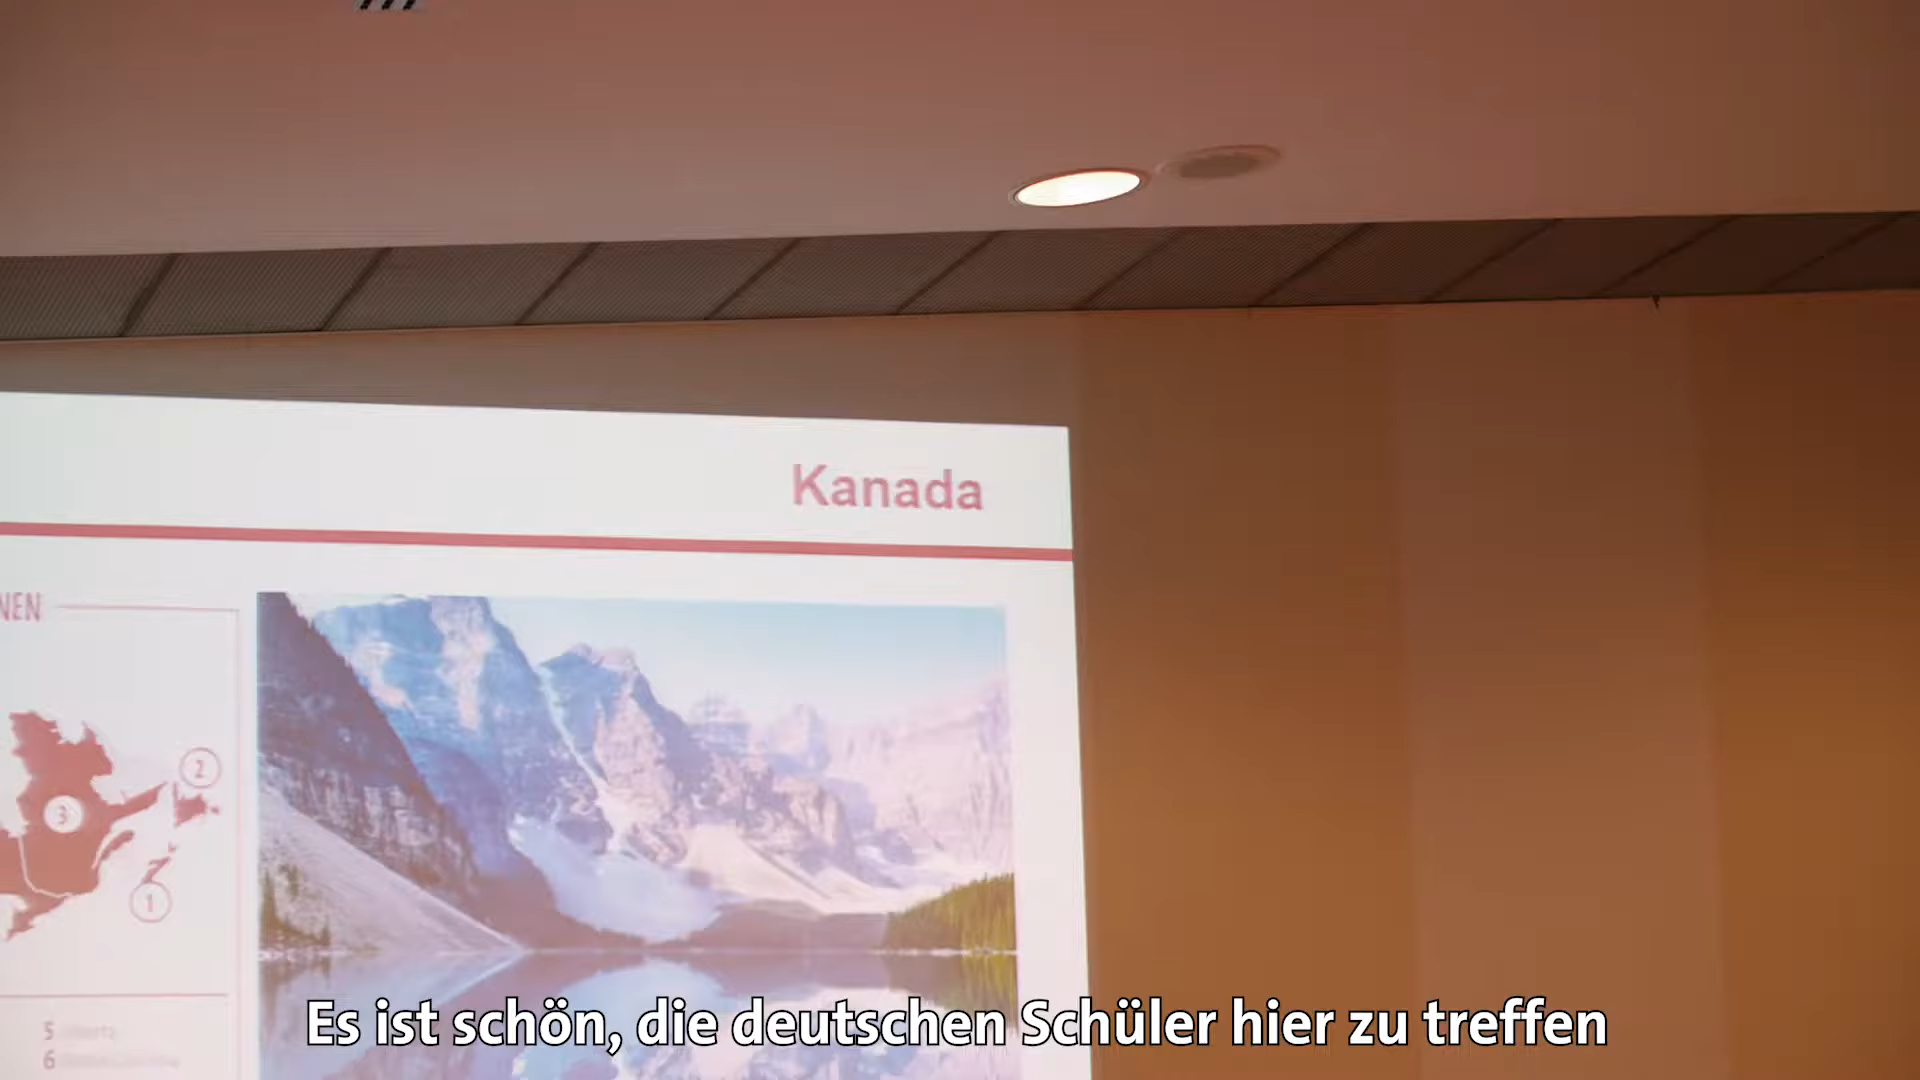 Kanada
NEN
2
3
1
5
6
Es ist schön, die deutschen Schüler hier zu treffen